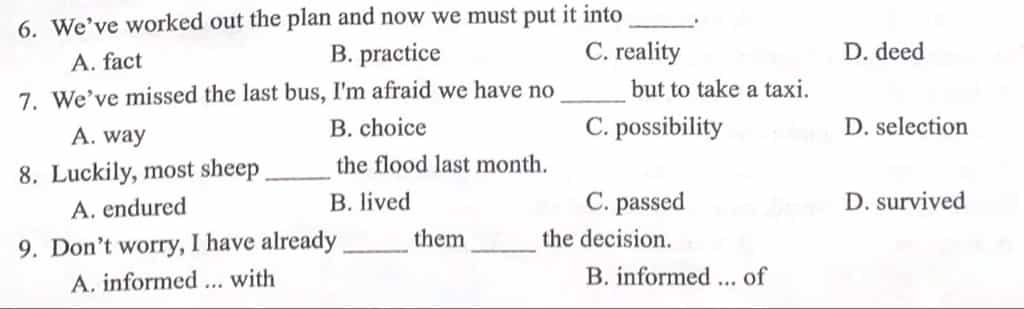 6. We've worked out the plan and now we must put it into ______.
A. fact B. practice C. reality D. deed
7. We've missed the last bus, I'm afraid we have no ______ but to take a taxi.
A. way B. choice C. possibility D. selection
8. Luckily, most sheep ______ the flood last month.
A. endured B. lived C. passed D. survived
9. Don't worry, I have already ______ them ______ the decision.
A. informed ... with B. informed ... of